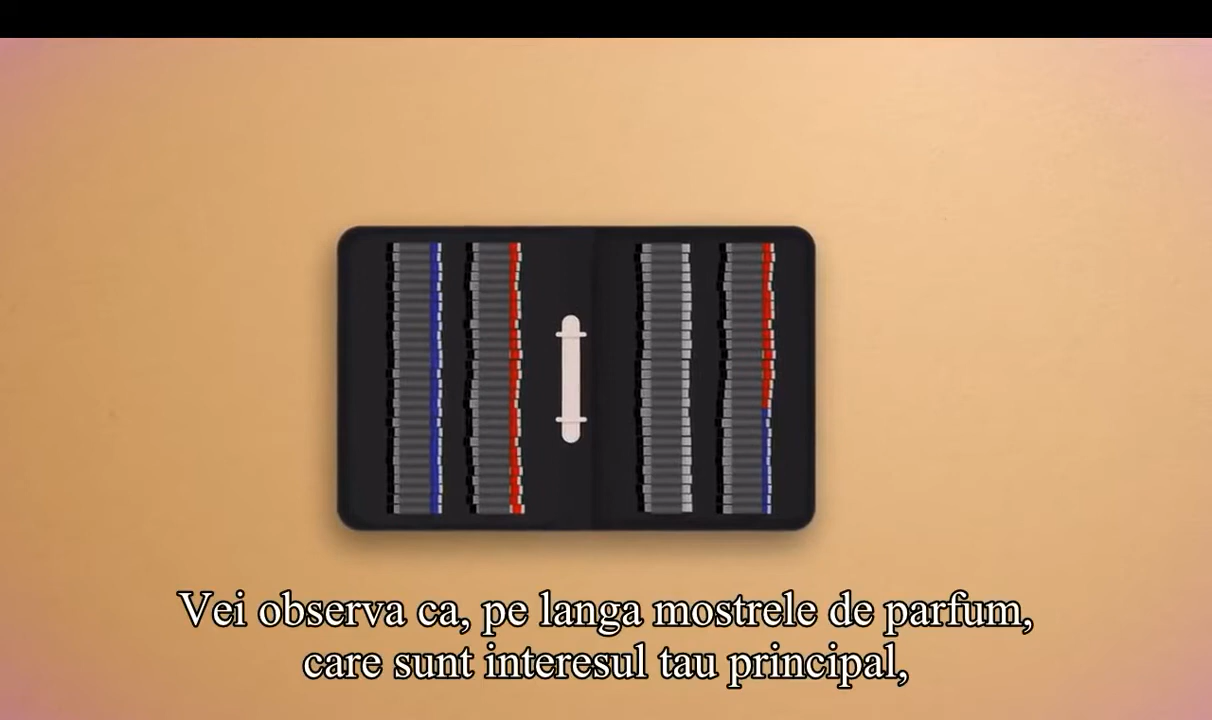 Vei observa ca, pe langa mostrele de parfum,
care sunt interesul tau principal,